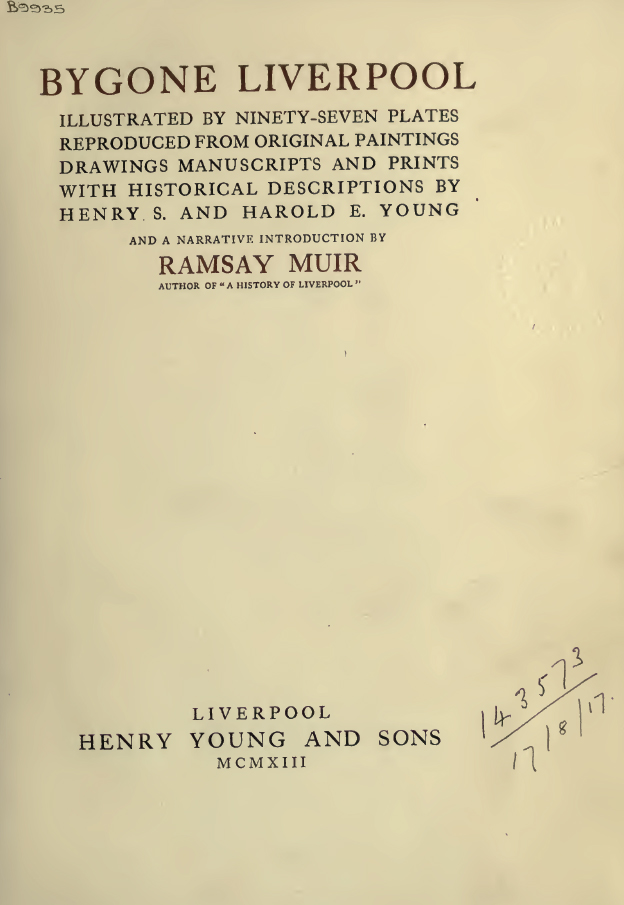 B9935
BYGONE LIVERPOOL
ILLUSTRATED BY NINETY-SEVEN PLATES
REPRODUCED FROM ORIGINAL PAINTINGS
DRAWINGS MANUSCRIPTS AND PRINTS
WITH HISTORICAL DESCRIPTIONS BY
HENRY S. AND HAROLD E. YOUNG
AND A NARRATIVE INTRODUCTION BY
RAMSAY MUIR
AUTHOR OF "A HISTORY OF LIVERPOOL"
LIVERPOOL
HENRY YOUNG AND SONS
MCMXIII
143573
17/8/17.